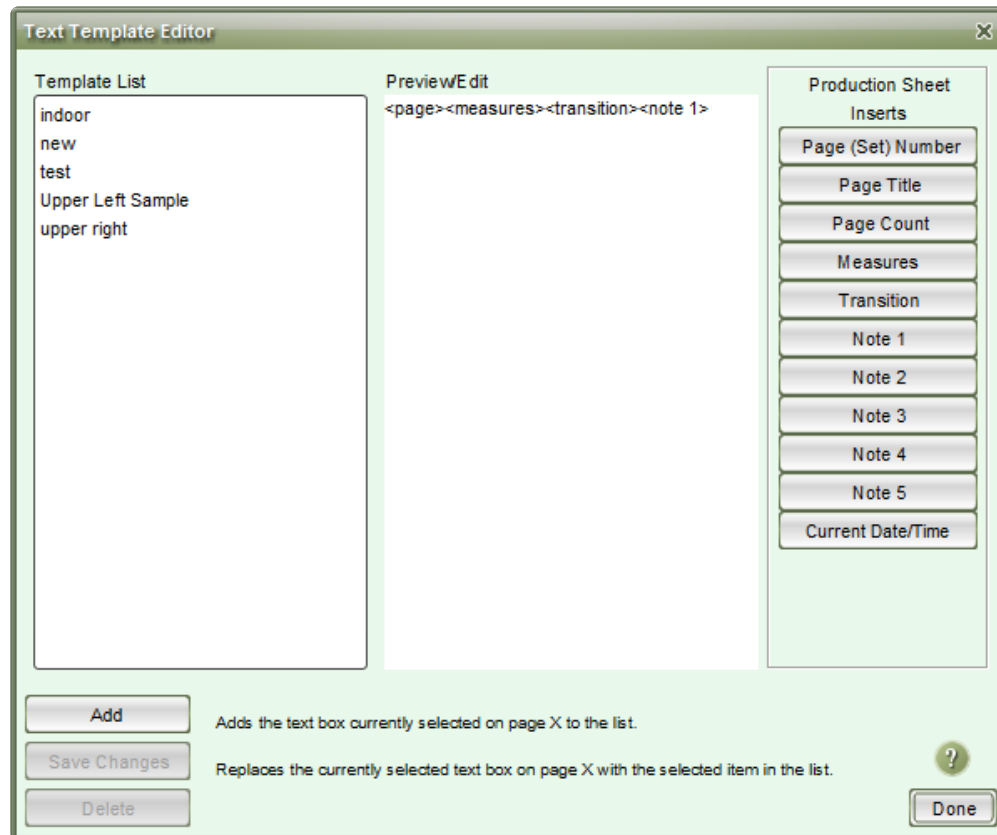 Text Template Editor
Template List
indoor
new
test
Upper Left Sample
upper right
Preview/Edit
<page><measures><transition><note 1>
Production Sheet
Inserts
Page (Set) Number
Page Title
Page Count
Measures
Transition
Note 1
Note 2
Note 3
Note 4
Note 5
Current Date/Time
Add
Adds the text box currently selected on page X to the list.
Save Changes
Replaces the currently selected text box on page X with the selected item in the list.
Delete
?
Done